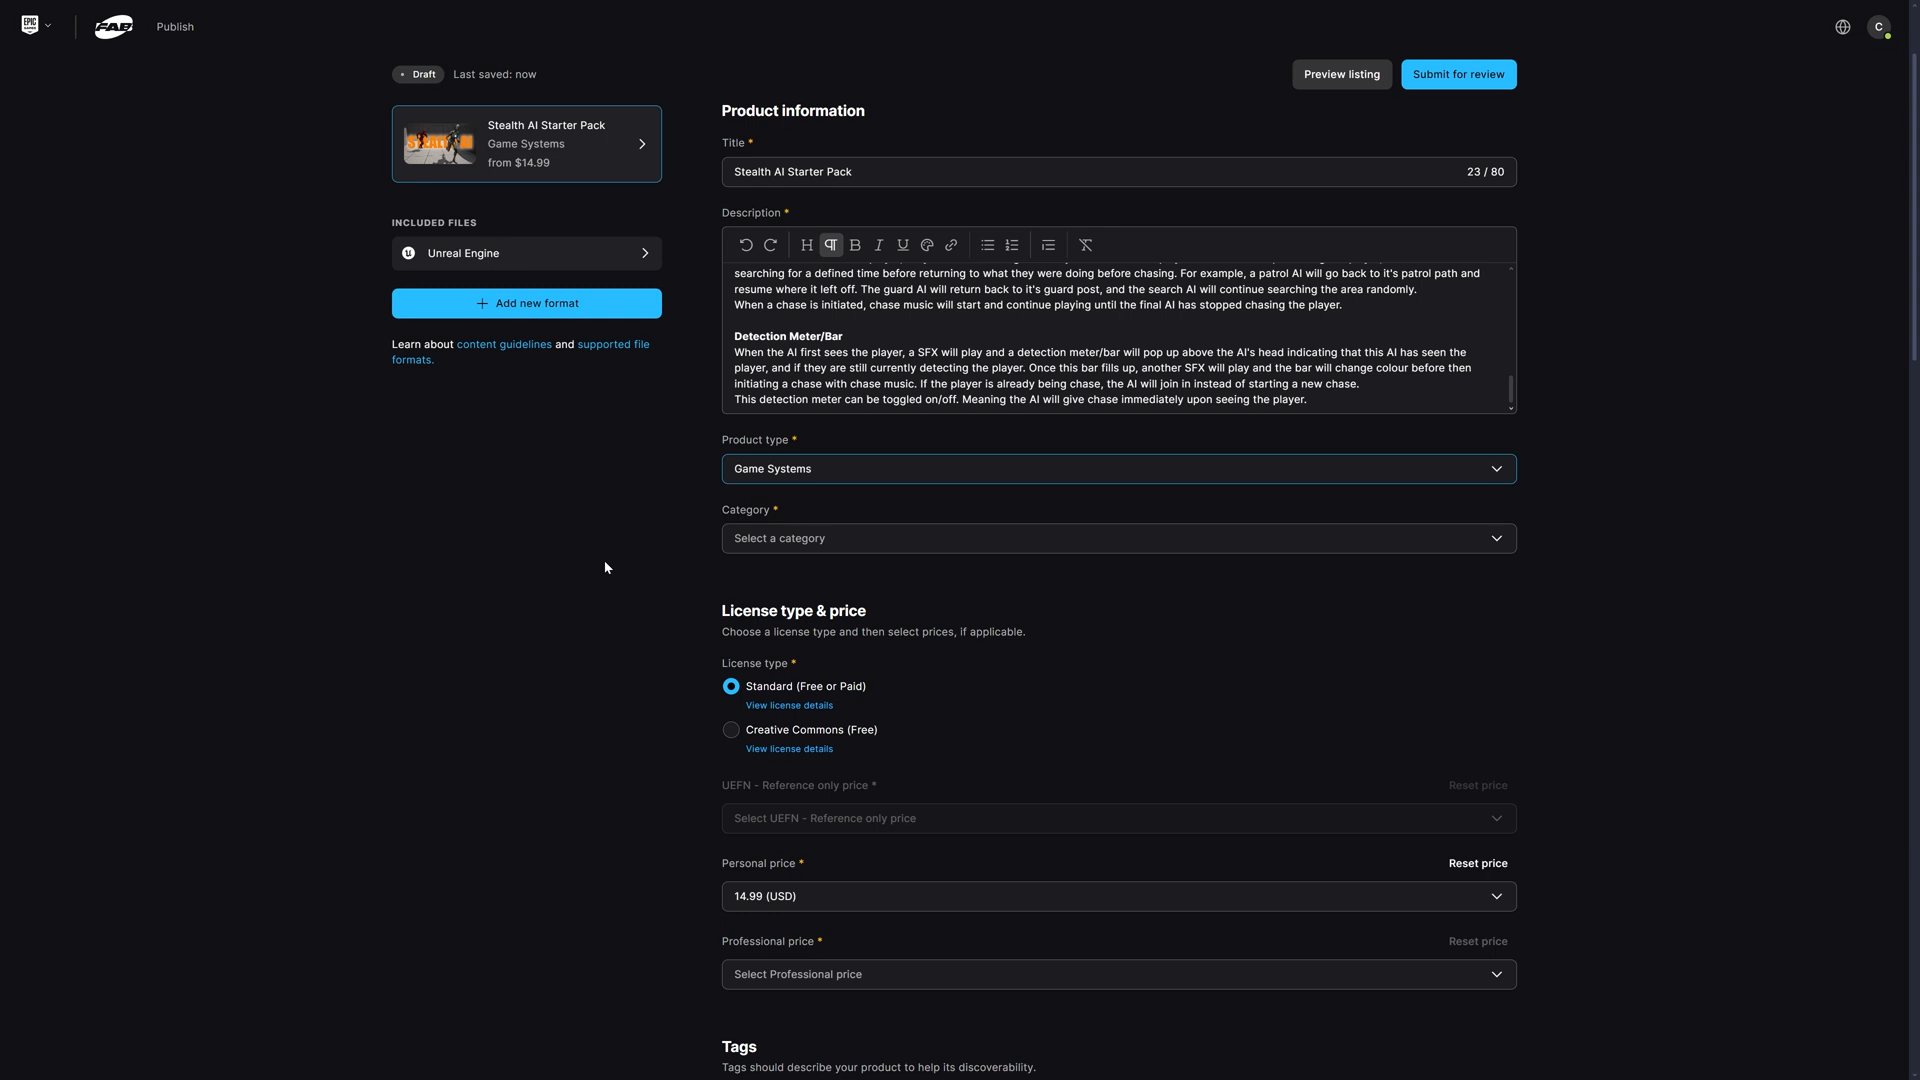 EPIC GAMES
FAB
Publish
C
Draft
Last saved: now
Preview listing
Submit for review
STEALTH AI
Stealth AI Starter Pack
Game Systems
from $14.99
INCLUDED FILES
Unreal Engine
Add new format
Learn about content guidelines and supported file
formats.
Product information
Title *
Stealth AI Starter Pack
23 / 80
Description *
searching for a defined time before returning to what they were doing before chasing. For example, a patrol AI will go back to it's patrol path and
resume where it left off. The guard AI will return back to it's guard post, and the search AI will continue searching the area randomly.
When a chase is initiated, chase music will start and continue playing until the final AI has stopped chasing the player.
Detection Meter/Bar
When the AI first sees the player, a SFX will play and a detection meter/bar will pop up above the AI's head indicating that this AI has seen the
player, and if they are still currently detecting the player. Once this bar fills up, another SFX will play and the bar will change colour before then
initiating a chase with chase music. If the player is already being chase, the AI will join in instead of starting a new chase.
This detection meter can be toggled on/off. Meaning the AI will give chase immediately upon seeing the player.
Product type *
Game Systems
Category *
Select a category
License type & price
Choose a license type and then select prices, if applicable.
License type *
Standard (Free or Paid)
View license details
Creative Commons (Free)
View license details
UEFN - Reference only price *
Reset price
Select UEFN - Reference only price
Personal price *
Reset price
14.99 (USD)
Professional price *
Reset price
Select Professional price
Tags
Tags should describe your product to help its discoverability.